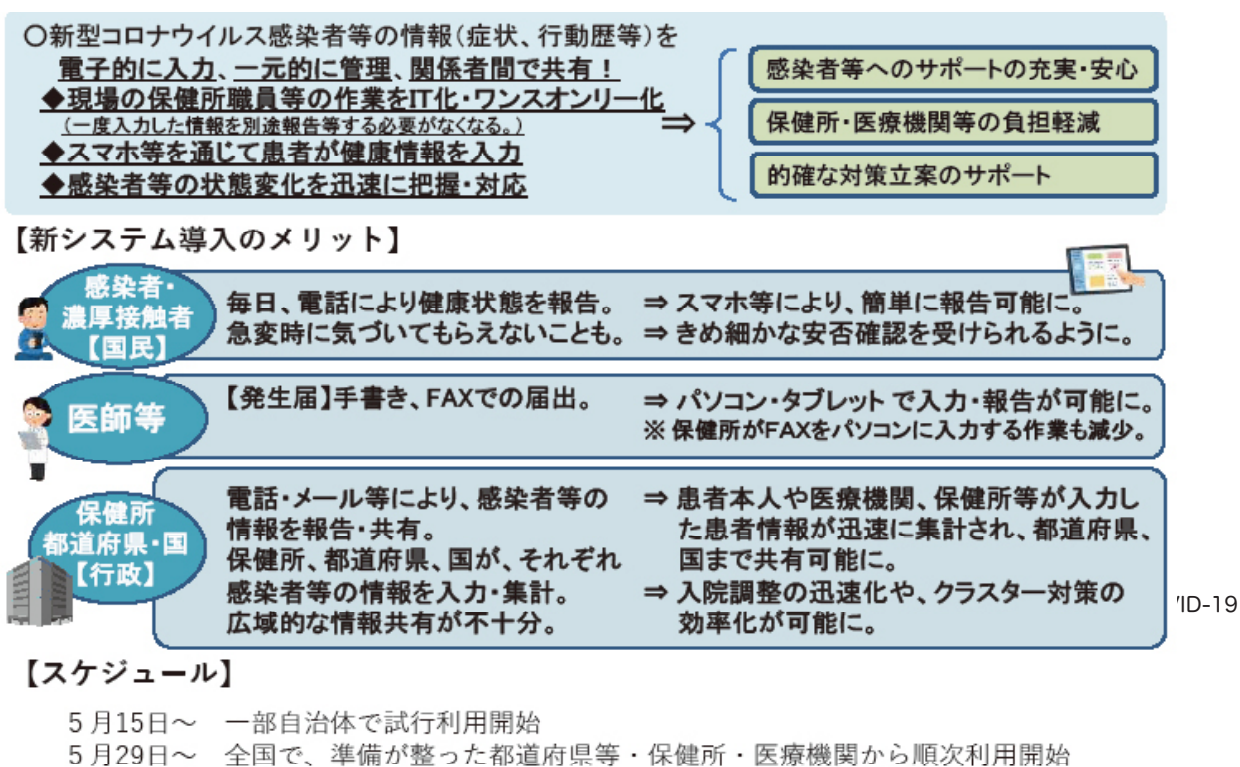 〇新型コロナウイルス感染者等の情報(症状、行動歴等)を
電子的に入力、一元的に管理、関係者間で共有！
◆現場の保健所職員等の作業をIT化・ワンスオンリー化
(一度入力した情報を別途報告等する必要がなくなる。)
◆スマホ等を通じて患者が健康情報を入力
◆感染者等の状態変化を迅速に把握・対応
⇒
感染者等へのサポートの充実・安心
保健所・医療機関等の負担軽減
的確な対策立案のサポート
【新システム導入のメリット】
感染者・
濃厚接触者
【国民】
毎日、電話により健康状態を報告。
急変時に気づいてもらえないことも。
⇒ スマホ等により、簡単に報告可能に。
⇒ きめ細かな安否確認を受けられるように。
医師等
【発生届】手書き、FAXでの届出。
⇒ パソコン・タブレット で入力・報告が可能に。
※ 保健所がFAXをパソコンに入力する作業も減少。
保健所
都道府県・国
【行政】
電話・メール等により、感染者等の
情報を報告・共有。
保健所、都道府県、国が、それぞれ
感染者等の情報を入力・集計。
広域的な情報共有が不十分。
⇒ 患者本人や医療機関、保健所等が入力し
た患者情報が迅速に集計され、都道府県、
国まで共有可能に。
⇒ 入院調整の迅速化や、クラスター対策の
効率化が可能に。
ID-19
【スケジュール】
5月15日～ 一部自治体で試行利用開始
5月29日～ 全国で、準備が整った都道府県等・保健所・医療機関から順次利用開始